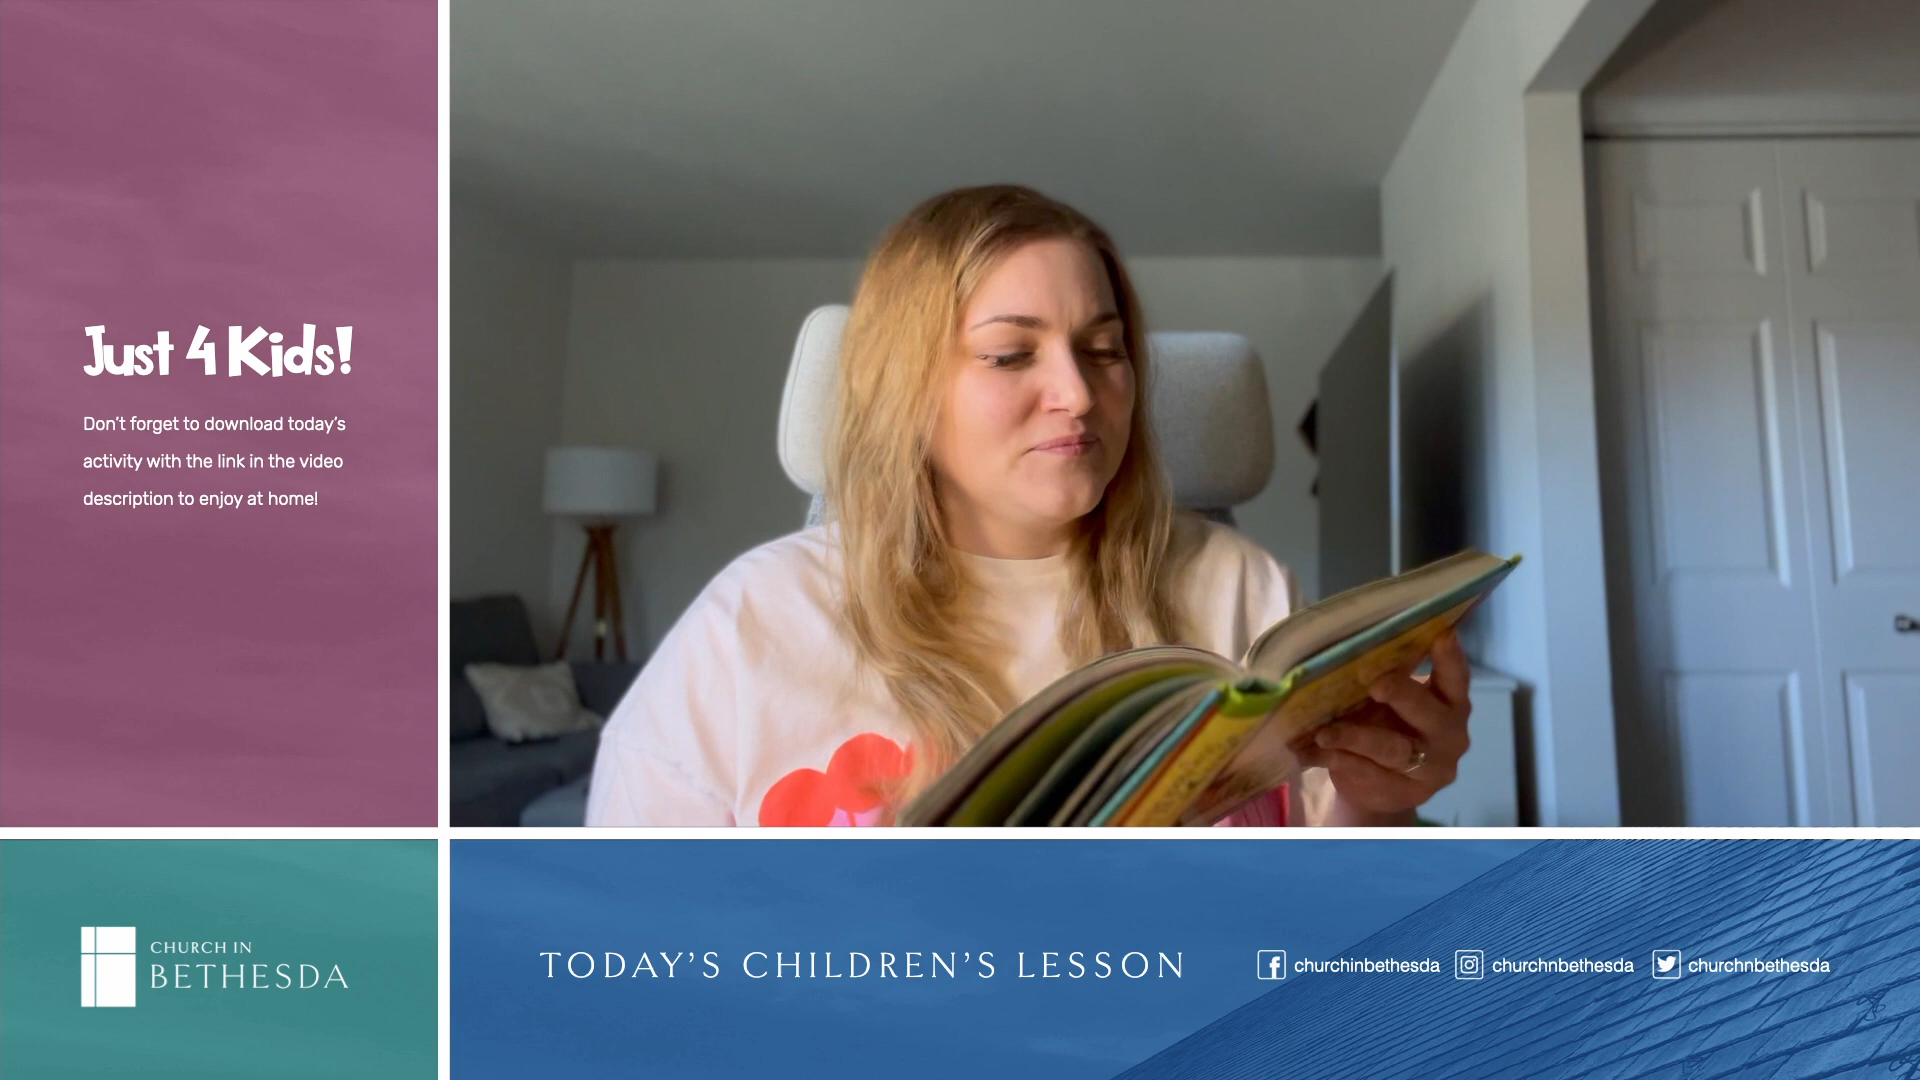 Just 4 Kids!
Don't forget to download today's
activity with the link in the video
description to enjoy at home!
CHURCH IN
BETHESDA
TODAY'S CHILDREN'S LESSON
churchinbethesda
churchnbethesda
churchnbethesda